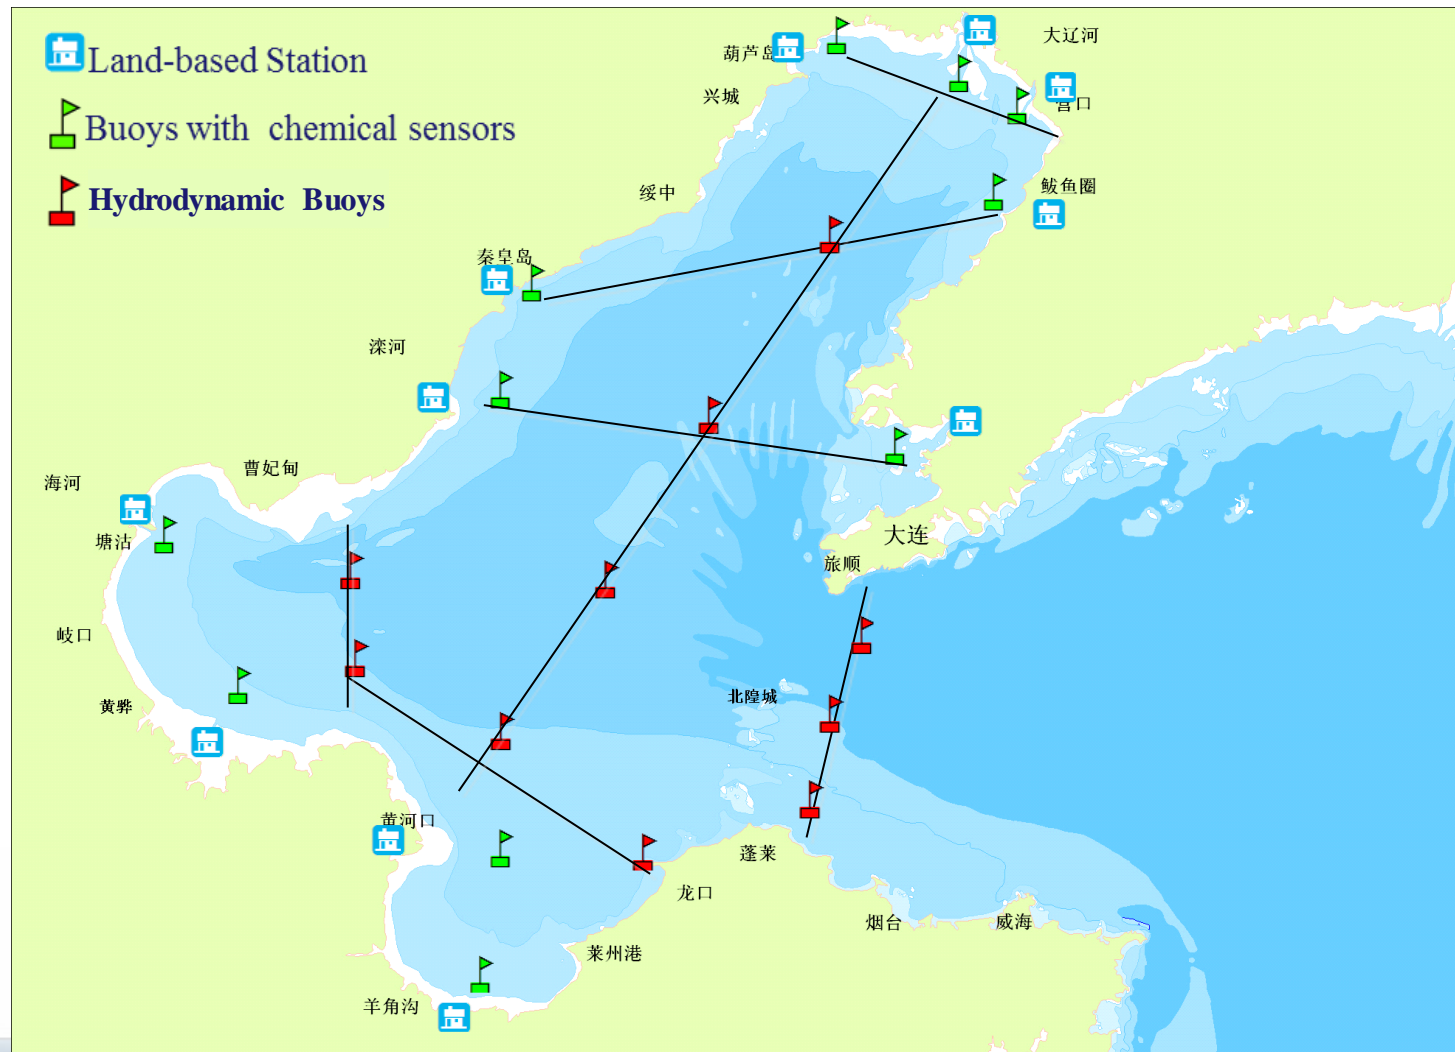 Land-based Station
Buoys with chemical sensors
Hydrodynamic Buoys
大辽河
葫芦岛
兴城
营口
鲅鱼圈
绥中
秦皇岛
滦河
曹妃甸
海河
塘沽
大连
旅顺
岐口
北隍城
黄骅
黄河口
蓬莱
龙口
烟台
威海
莱州港
羊角沟